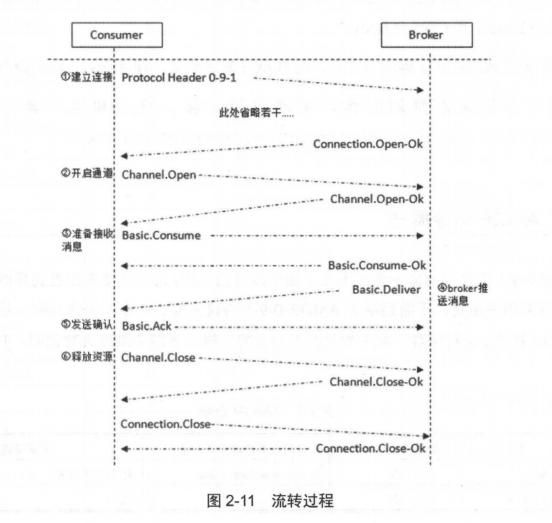 Consumer
Broker
①建立连接 Protocol Header 0-9-1
此处省略若干.....
Connection.Open-Ok
②开启通道 Channel.Open
Channel.Open-Ok
③准备接收 Basic.Consume
消息
Basic.Consume-Ok
Basic.Deliver ④broker推
送消息
⑤发送确认 Basic.Ack
⑥释放资源 Channel.Close
Channel.Close-Ok
Connection.Close
Connection.Close-Ok
图 2-11 流转过程